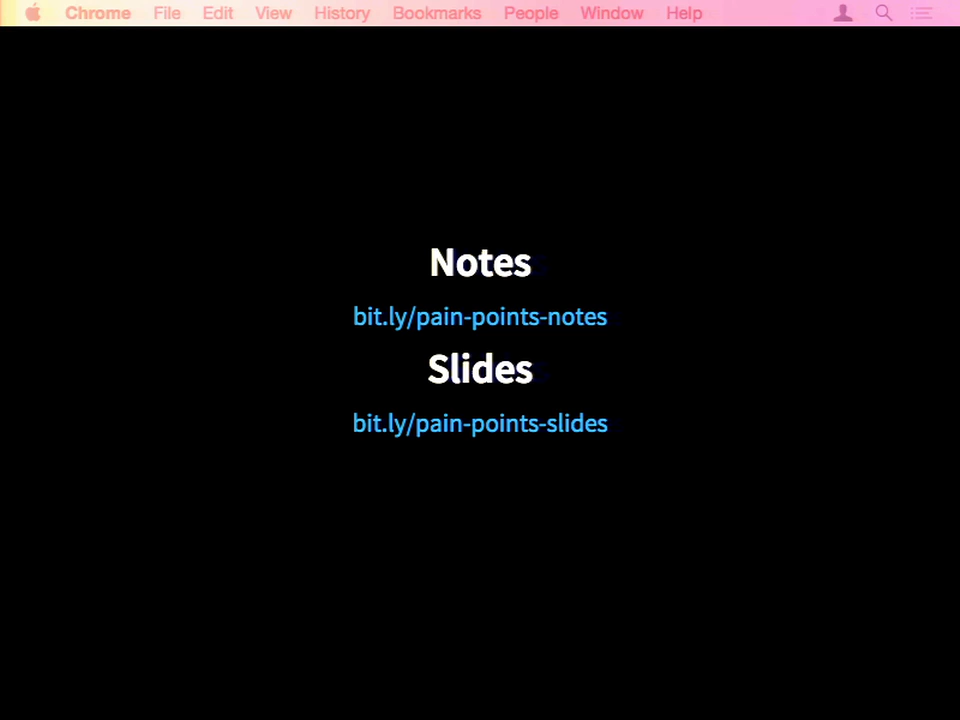 Chrome File Edit View History Bookmarks People Window Help
Notes
bit.ly/pain-points-notes
Slides
bit.ly/pain-points-slides